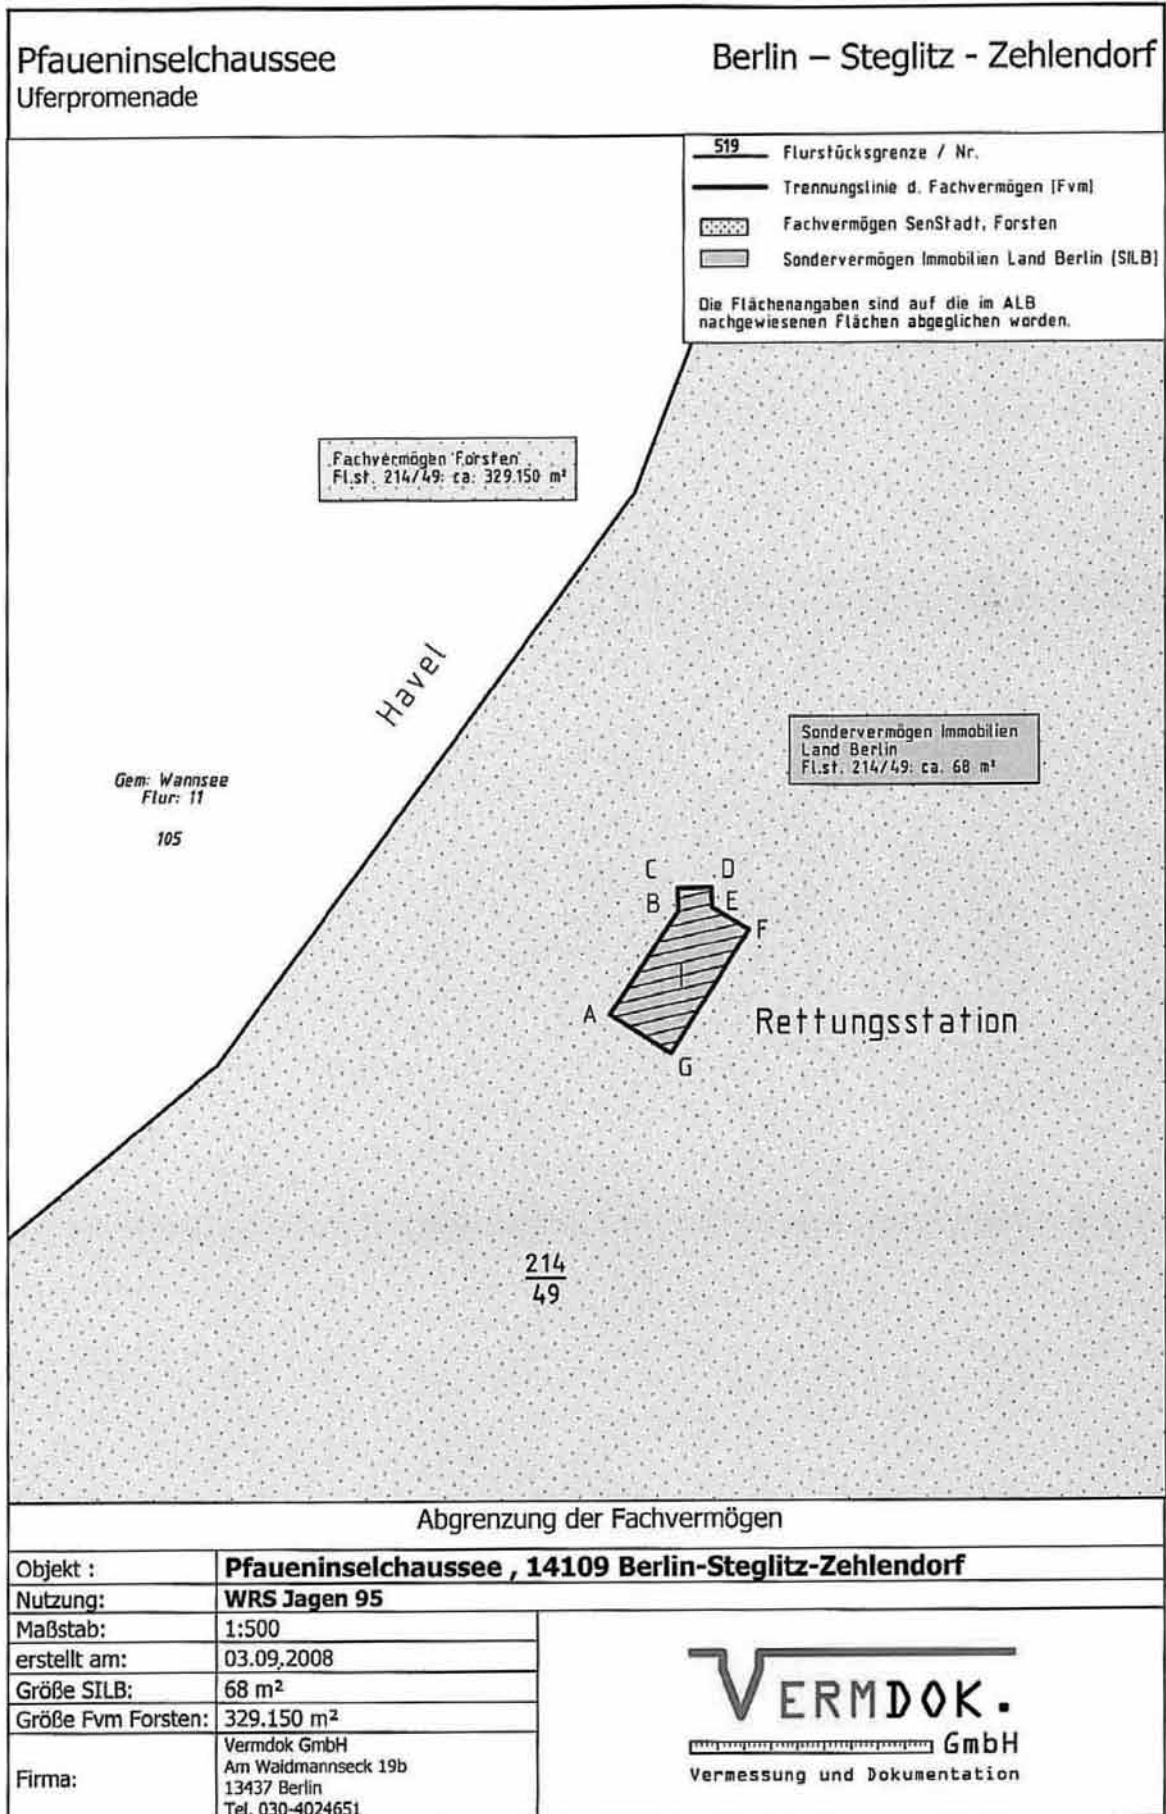 Pfaueninselchaussee
Uferpromenade
Berlin – Steglitz - Zehlendorf
519
Flurstücksgrenze / Nr.
Trennungslinie d. Fachvermögen [Fvm]
Fachvermögen SenStadt, Forsten
Sondervermögen Immobilien Land Berlin [SILB]
Die Flächenangaben sind auf die im ALB
nachgewiesenen Flächen abgeglichen worden.
Fachvermögen Forsten
Fl.st. 214/49: ca. 329.150 m²
Havel
Sondervermögen Immobilien
Land Berlin
Fl.st. 214/49: ca. 68 m²
Gem: Wannsee
Flur: 11
105
C D
B E
F
I
A
Rettungsstation
G
214
49
Abgrenzung der Fachvermögen
Objekt : Pfaueninselchaussee , 14109 Berlin-Steglitz-Zehlendorf
Nutzung: WRS Jagen 95
Maßstab: 1:500
erstellt am: 03.09.2008
Größe SILB: 68 m²
Größe Fvm Forsten: 329.150 m²
Firma: Vermdok GmbH
Am Waidmannseck 19b
13437 Berlin
Tel. 030-4024651
VERMDOK.
GmbH
Vermessung und Dokumentation